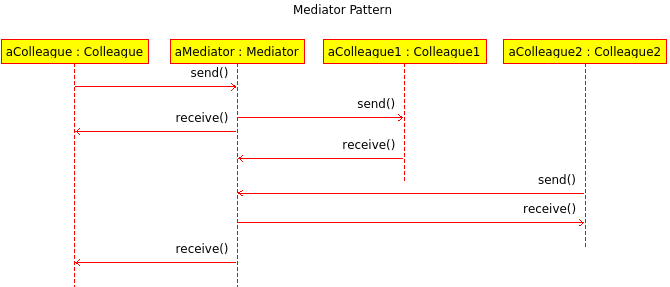 Mediator Pattern
aColleague : Colleague
aMediator : Mediator
aColleague1 : Colleague1
aColleague2 : Colleague2
send()
send()
receive()
receive()
send()
receive()
receive()